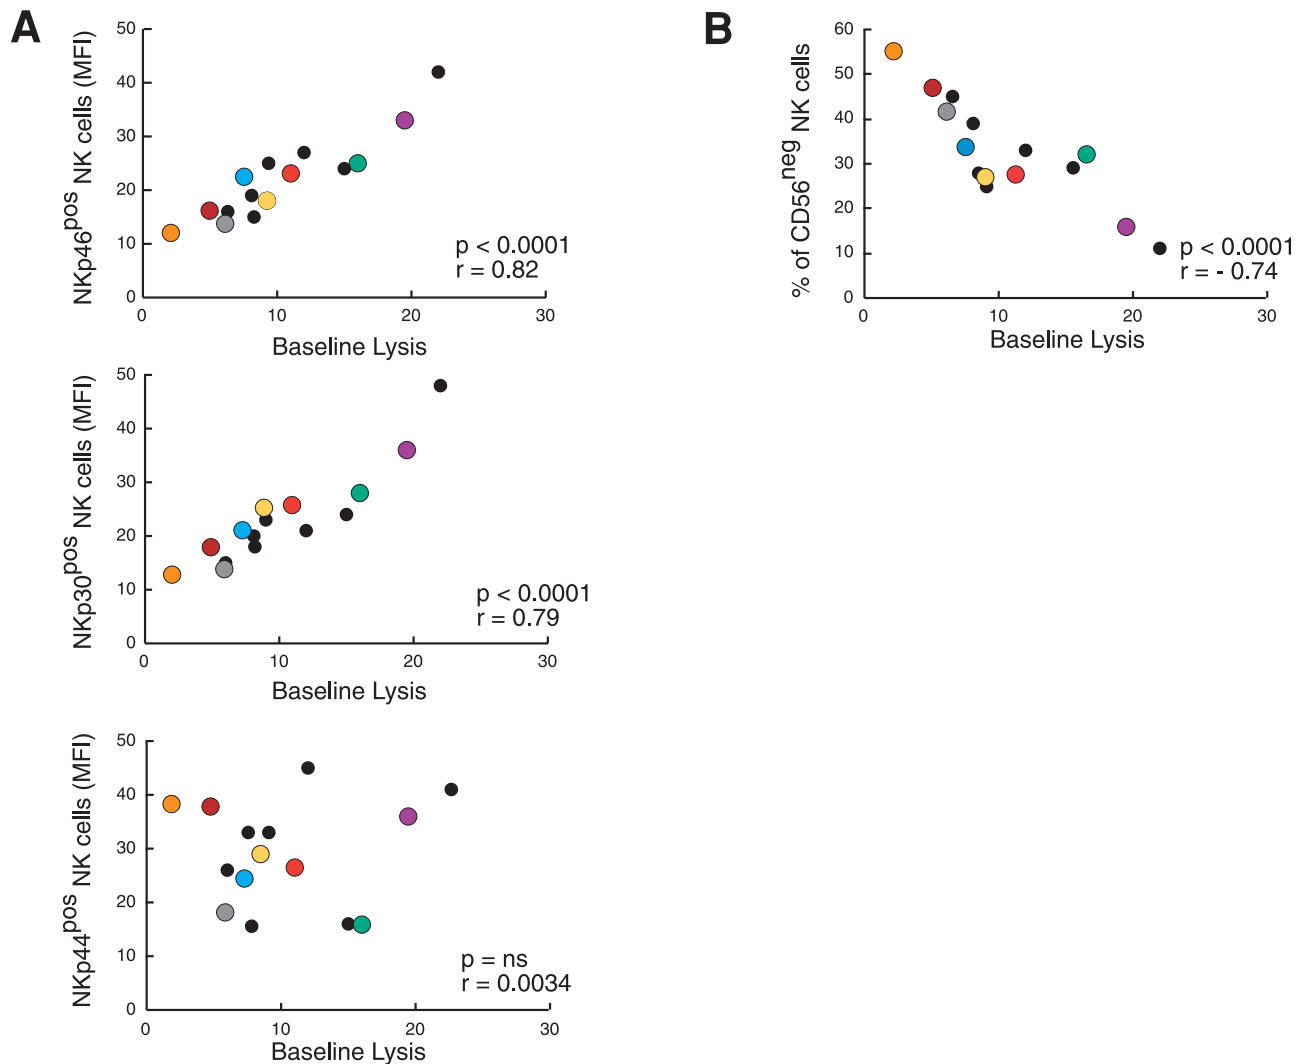 A
NKp46pos NK cells (MFI)
50
40
30
20
10
0
p < 0.0001
r = 0.82
0 10 20 30
Baseline Lysis
B
% of CD56neg NK cells
60
50
40
30
20
10
0
p < 0.0001
r = - 0.74
0 10 20 30
Baseline Lysis
NKp30pos NK cells (MFI)
50
40
30
20
10
0
p < 0.0001
r = 0.79
0 10 20 30
Baseline Lysis
NKp44pos NK cells (MFI)
50
40
30
20
10
0
p = ns
r = 0.0034
0 10 20 30
Baseline Lysis